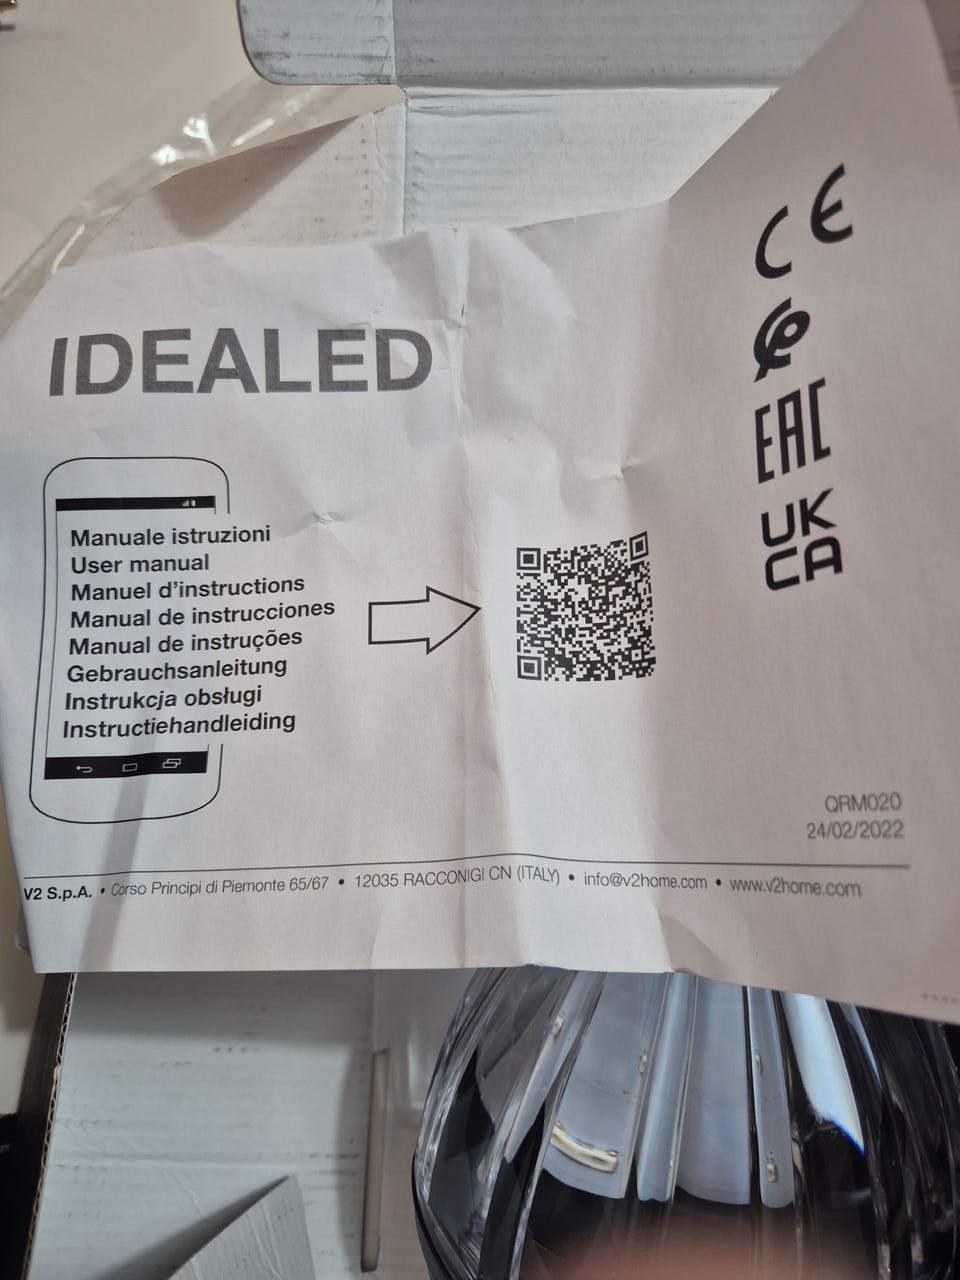 IDEALED
Manuale istruzioni
User manual
Manuel d'instructions
Manual de instrucciones
Manual de instruções
Gebrauchsanleitung
Instrukcja obsługi
Instructiehandleiding
CE
EAC
UK
CA
QRM020
24/02/2022
V2 S.p.A. • Corso Principi di Piemonte 65/67 • 12035 RACCONIGI CN (ITALY) • info@v2home.com • www.v2home.com